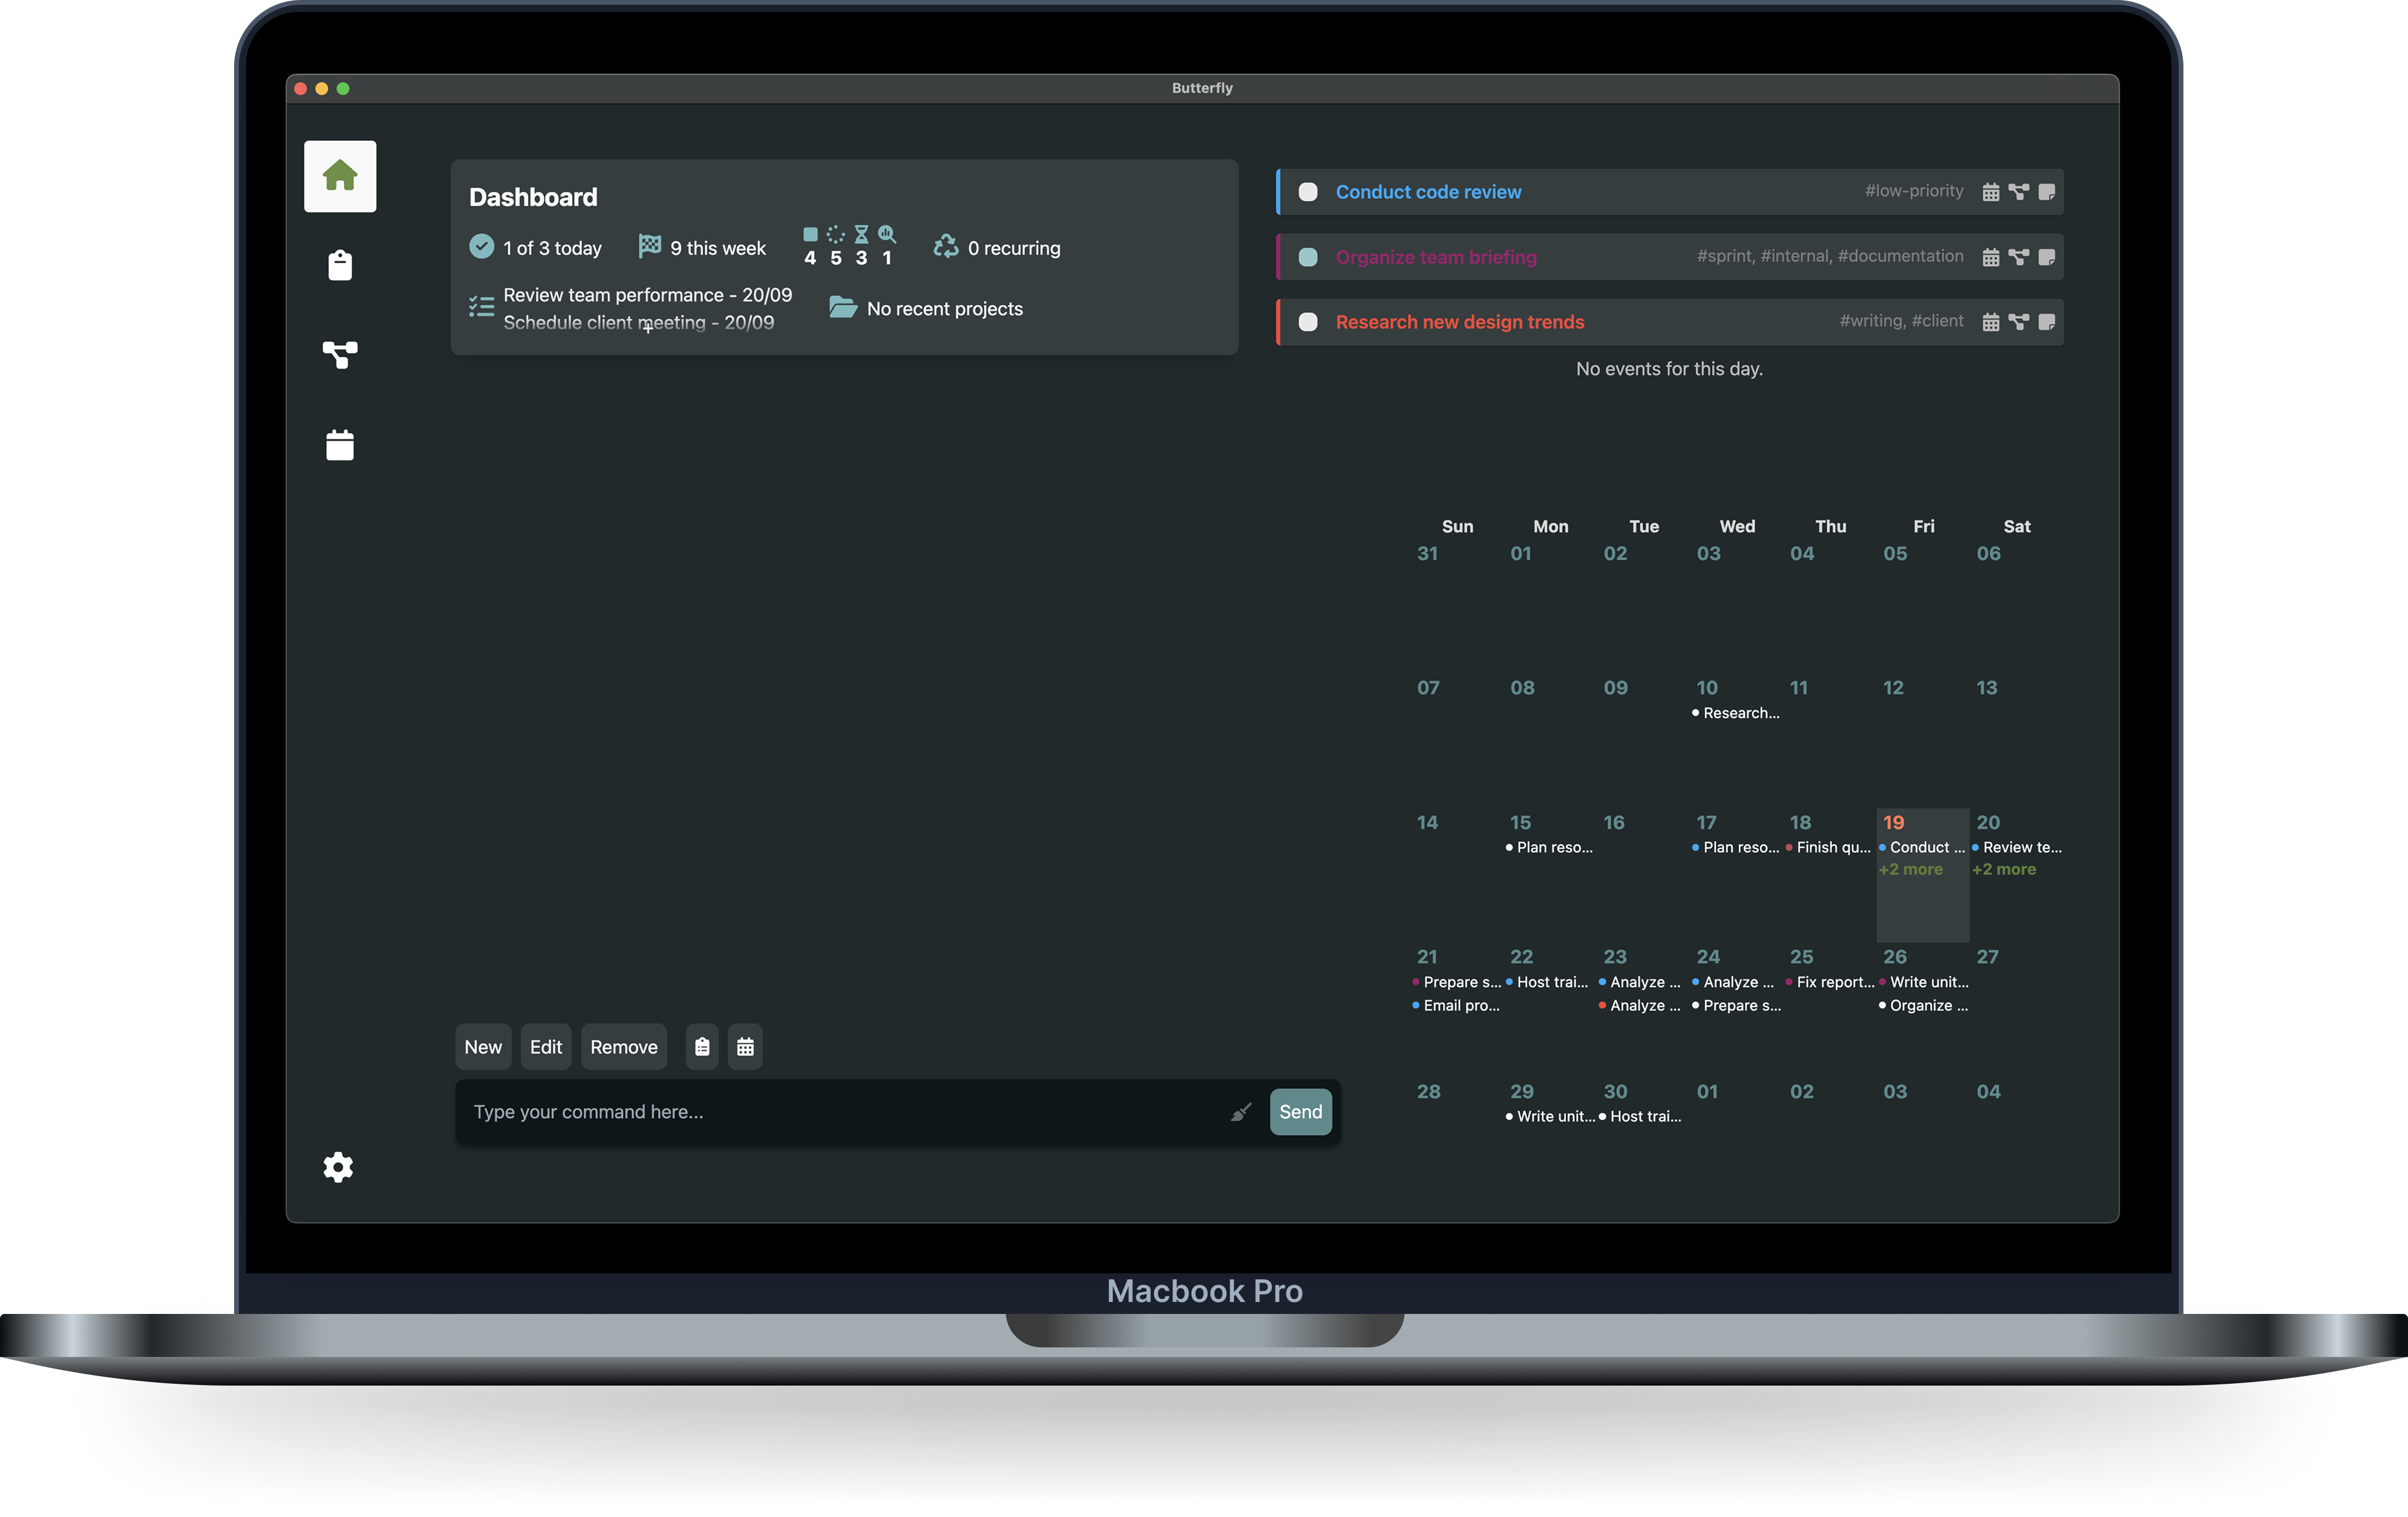 Butterfly
Dashboard
1 of 3 today
9 this week
4 5 3 1
0 recurring
Review team performance - 20/09
Schedule client meeting - 20/09
No recent projects
Conduct code review
#low-priority
Organize team briefing
#sprint, #internal, #documentation
Research new design trends
#writing, #client
No events for this day.
Sun Mon Tue Wed Thu Fri Sat
31 01 02 03 04 05 06
07 08 09 10 11 12 13
Research...
14 15 16 17 18 19 20
Plan reso... Plan reso... Finish qu... Conduct ... Review te...
+2 more +2 more
21 22 23 24 25 26 27
Prepare s... Host trai... Analyze ... Analyze ... Fix report... Write unit...
Email pro... Analyze ... Prepare s... Organize ...
28 29 30 01 02 03 04
Write unit... Host trai...
New Edit Remove
Type your command here...
Send
Macbook Pro